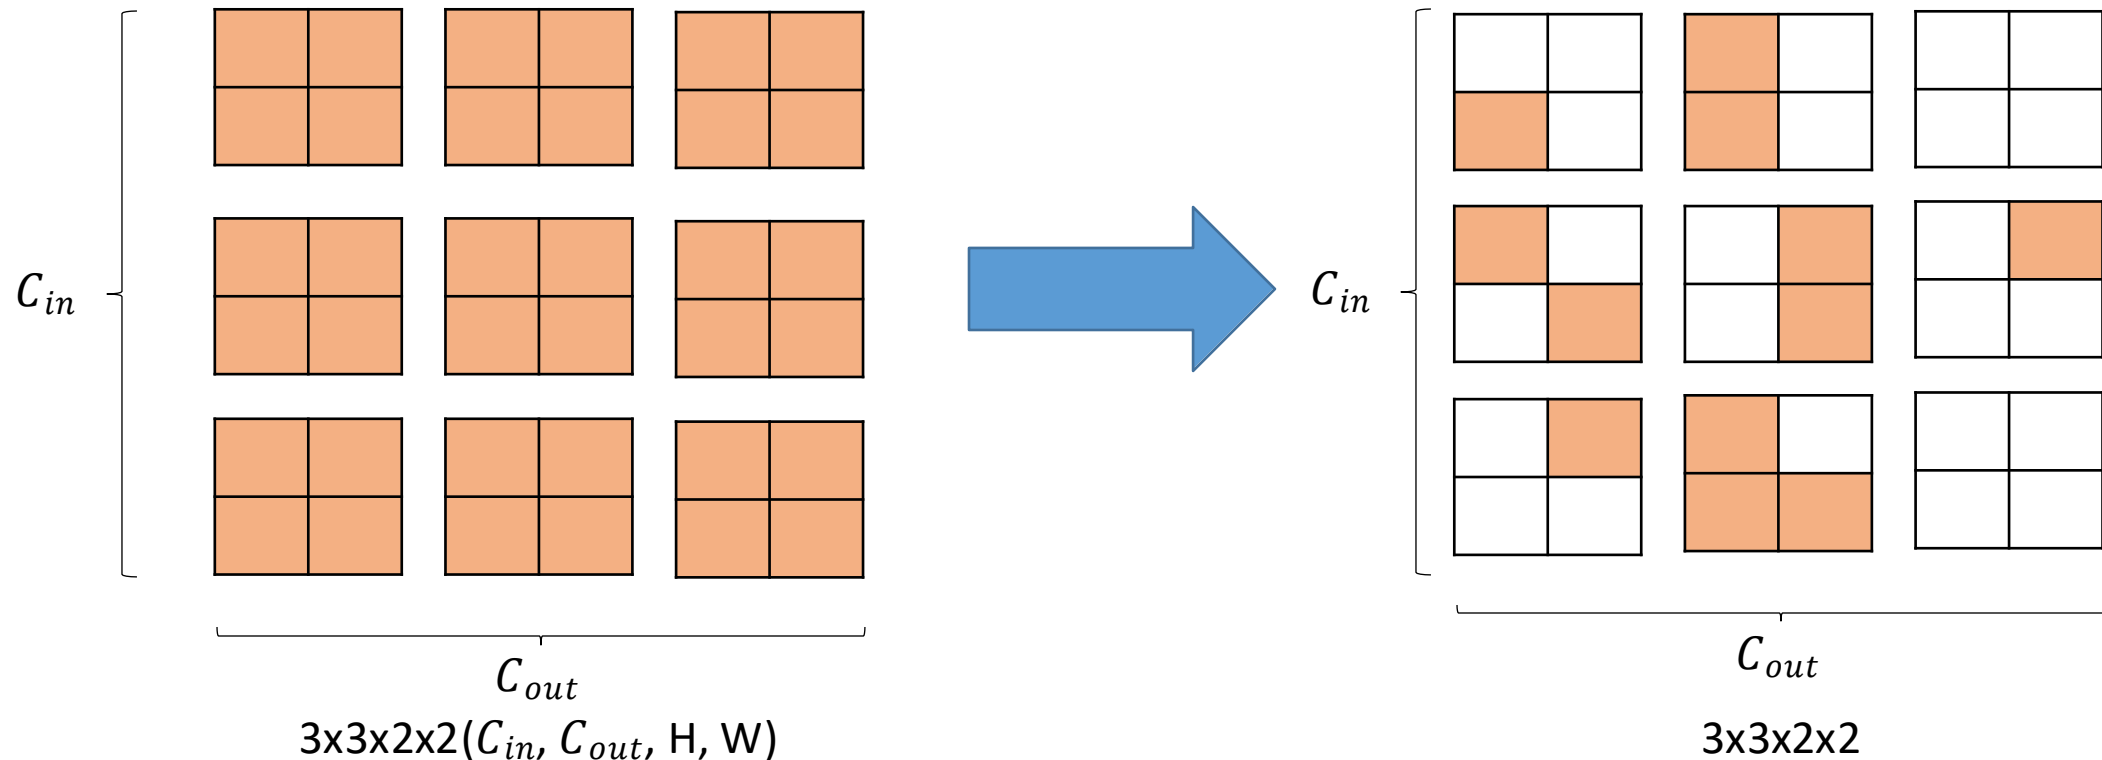 C_in
C_in
C_out
C_out
3x3x2x2(C_in, C_out, H, W)
3x3x2x2